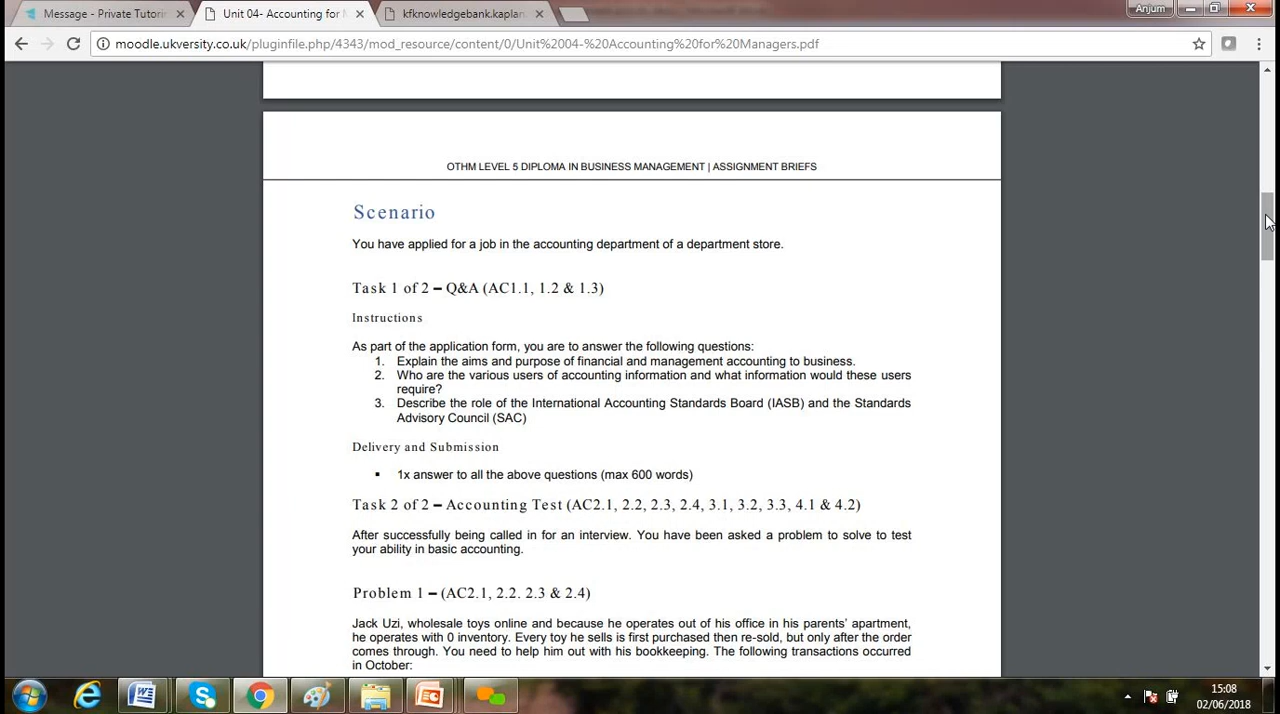 Message - Private Tutori
Unit 04- Accounting for M
kfknowledgebank.kaplan
Anjum
moodle.ukversity.co.uk/pluginfile.php/4343/mod_resource/content/0/Unit%2004-%20Accounting%20for%20Managers.pdf
OTHM LEVEL 5 DIPLOMA IN BUSINESS MANAGEMENT | ASSIGNMENT BRIEFS
Scenario
You have applied for a job in the accounting department of a department store.
Task 1 of 2 – Q&A (AC1.1, 1.2 & 1.3)
Instructions
As part of the application form, you are to answer the following questions:
1. Explain the aims and purpose of financial and management accounting to business.
2. Who are the various users of accounting information and what information would these users
require?
3. Describe the role of the International Accounting Standards Board (IASB) and the Standards
Advisory Council (SAC)
Delivery and Submission
▪ 1x answer to all the above questions (max 600 words)
Task 2 of 2 – Accounting Test (AC2.1, 2.2, 2.3, 2.4, 3.1, 3.2, 3.3, 4.1 & 4.2)
After successfully being called in for an interview. You have been asked a problem to solve to test
your ability in basic accounting.
Problem 1 – (AC2.1, 2.2. 2.3 & 2.4)
Jack Uzi, wholesale toys online and because he operates out of his office in his parents' apartment,
he operates with 0 inventory. Every toy he sells is first purchased then re-sold, but only after the order
comes through. You need to help him out with his bookkeeping. The following transactions occurred
in October:
15:08
02/06/2018